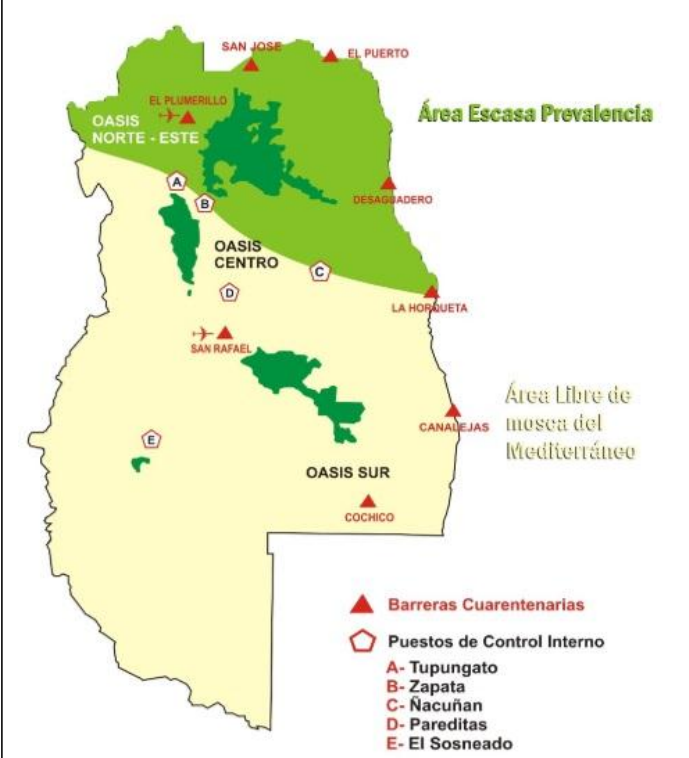 SAN JOSE
EL PUERTO
EL PLUMERILLO
Área Escasa Prevalencia
OASIS
NORTE - ESTE
A
DESAGUADERO
B
OASIS
CENTRO
C
D
LA HORQUETA
SAN RAFAEL
Área Libre de
mosca del
Mediterráneo
CANALEJAS
E
OASIS SUR
COCHICO
Barreras Cuarentenarias
Puestos de Control Interno
A- Tupungato
B- Zapata
C- Ñacuñan
D- Pareditas
E- El Sosneado